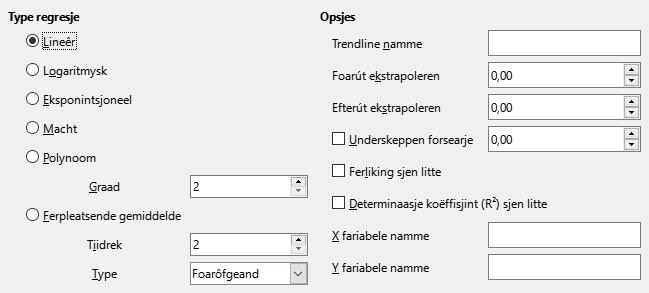 Type regresje
Lineêr
Logaritmysk
Eksponintsjoneel
Macht
Polynoom
Graad 2
Ferpleatsende gemiddelde
Tiidrek 2
Type Foarôfgeand
Opsjes
Trendline namme
Foarút ekstrapoleren 0,00
Efterút ekstrapoleren 0,00
Underskeppen forsearje 0,00
Ferliking sjen litte
Determinaasje koëffisjint (R²) sjen litte
X fariabele namme
Y fariabele namme